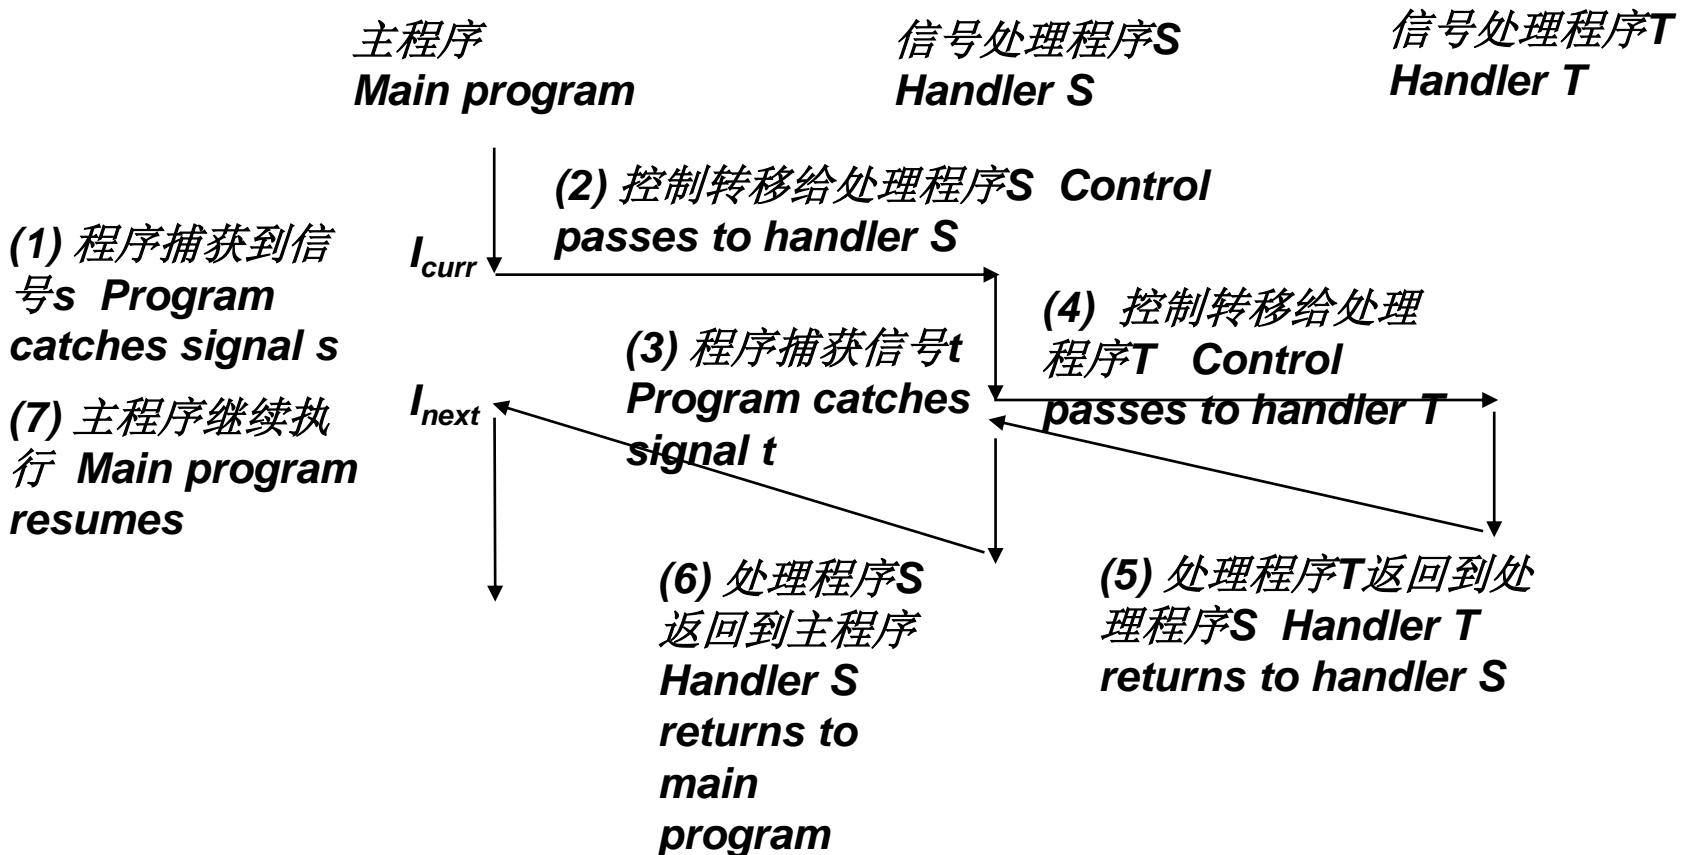 主程序
Main program
信号处理程序S
Handler S
信号处理程序T
Handler T
(1) 程序捕获到信
号s Program
catches signal s
I_curr
(2) 控制转移给处理程序S Control
passes to handler S
(3) 程序捕获信号t
Program catches
signal t
(4) 控制转移给处理
程序T Control
passes to handler T
(7) 主程序继续执
行 Main program
resumes
I_next
(6) 处理程序S
返回到主程序
Handler S
returns to
main
program
(5) 处理程序T返回到处
理程序S Handler T
returns to handler S